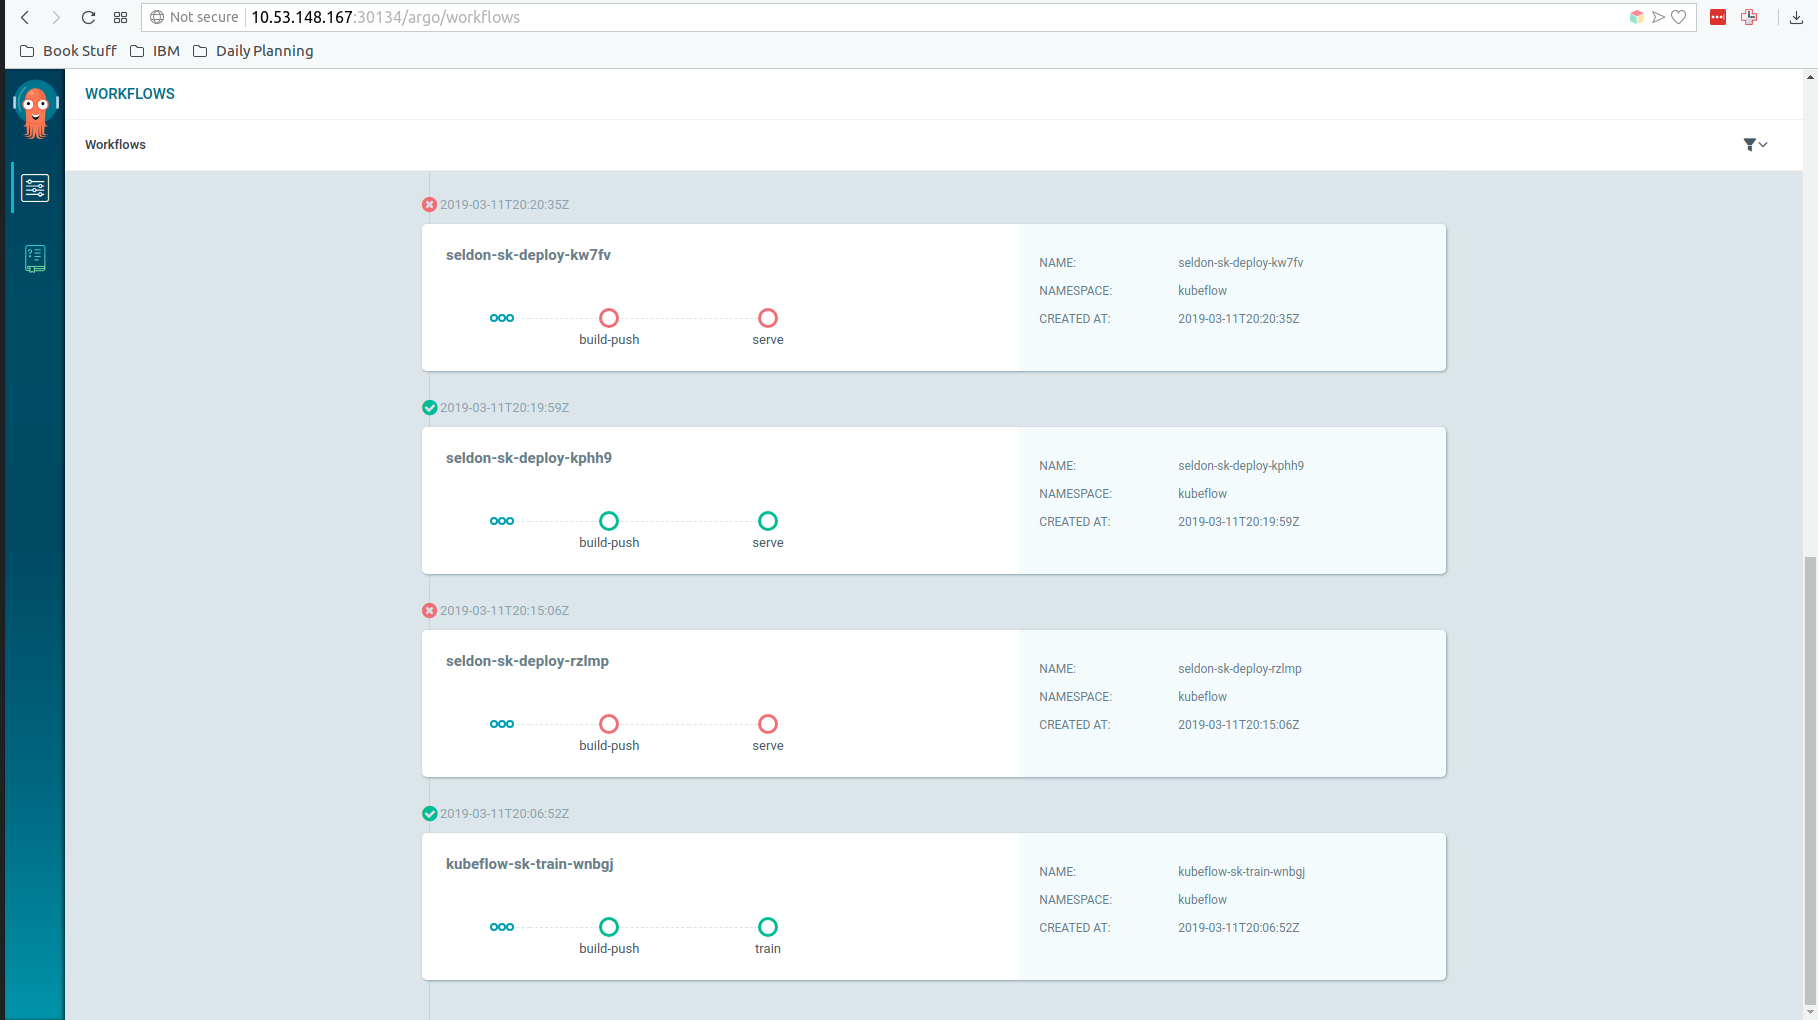 Not secure 10.53.148.167:30134/argo/workflows
Book Stuff IBM Daily Planning
WORKFLOWS
Workflows
2019-03-11T20:20:35Z
seldon-sk-deploy-kw7fv
build-push serve
NAME: seldon-sk-deploy-kw7fv
NAMESPACE: kubeflow
CREATED AT: 2019-03-11T20:20:35Z
2019-03-11T20:19:59Z
seldon-sk-deploy-kphh9
build-push serve
NAME: seldon-sk-deploy-kphh9
NAMESPACE: kubeflow
CREATED AT: 2019-03-11T20:19:59Z
2019-03-11T20:15:06Z
seldon-sk-deploy-rzlmp
build-push serve
NAME: seldon-sk-deploy-rzlmp
NAMESPACE: kubeflow
CREATED AT: 2019-03-11T20:15:06Z
2019-03-11T20:06:52Z
kubeflow-sk-train-wnbgj
build-push train
NAME: kubeflow-sk-train-wnbgj
NAMESPACE: kubeflow
CREATED AT: 2019-03-11T20:06:52Z